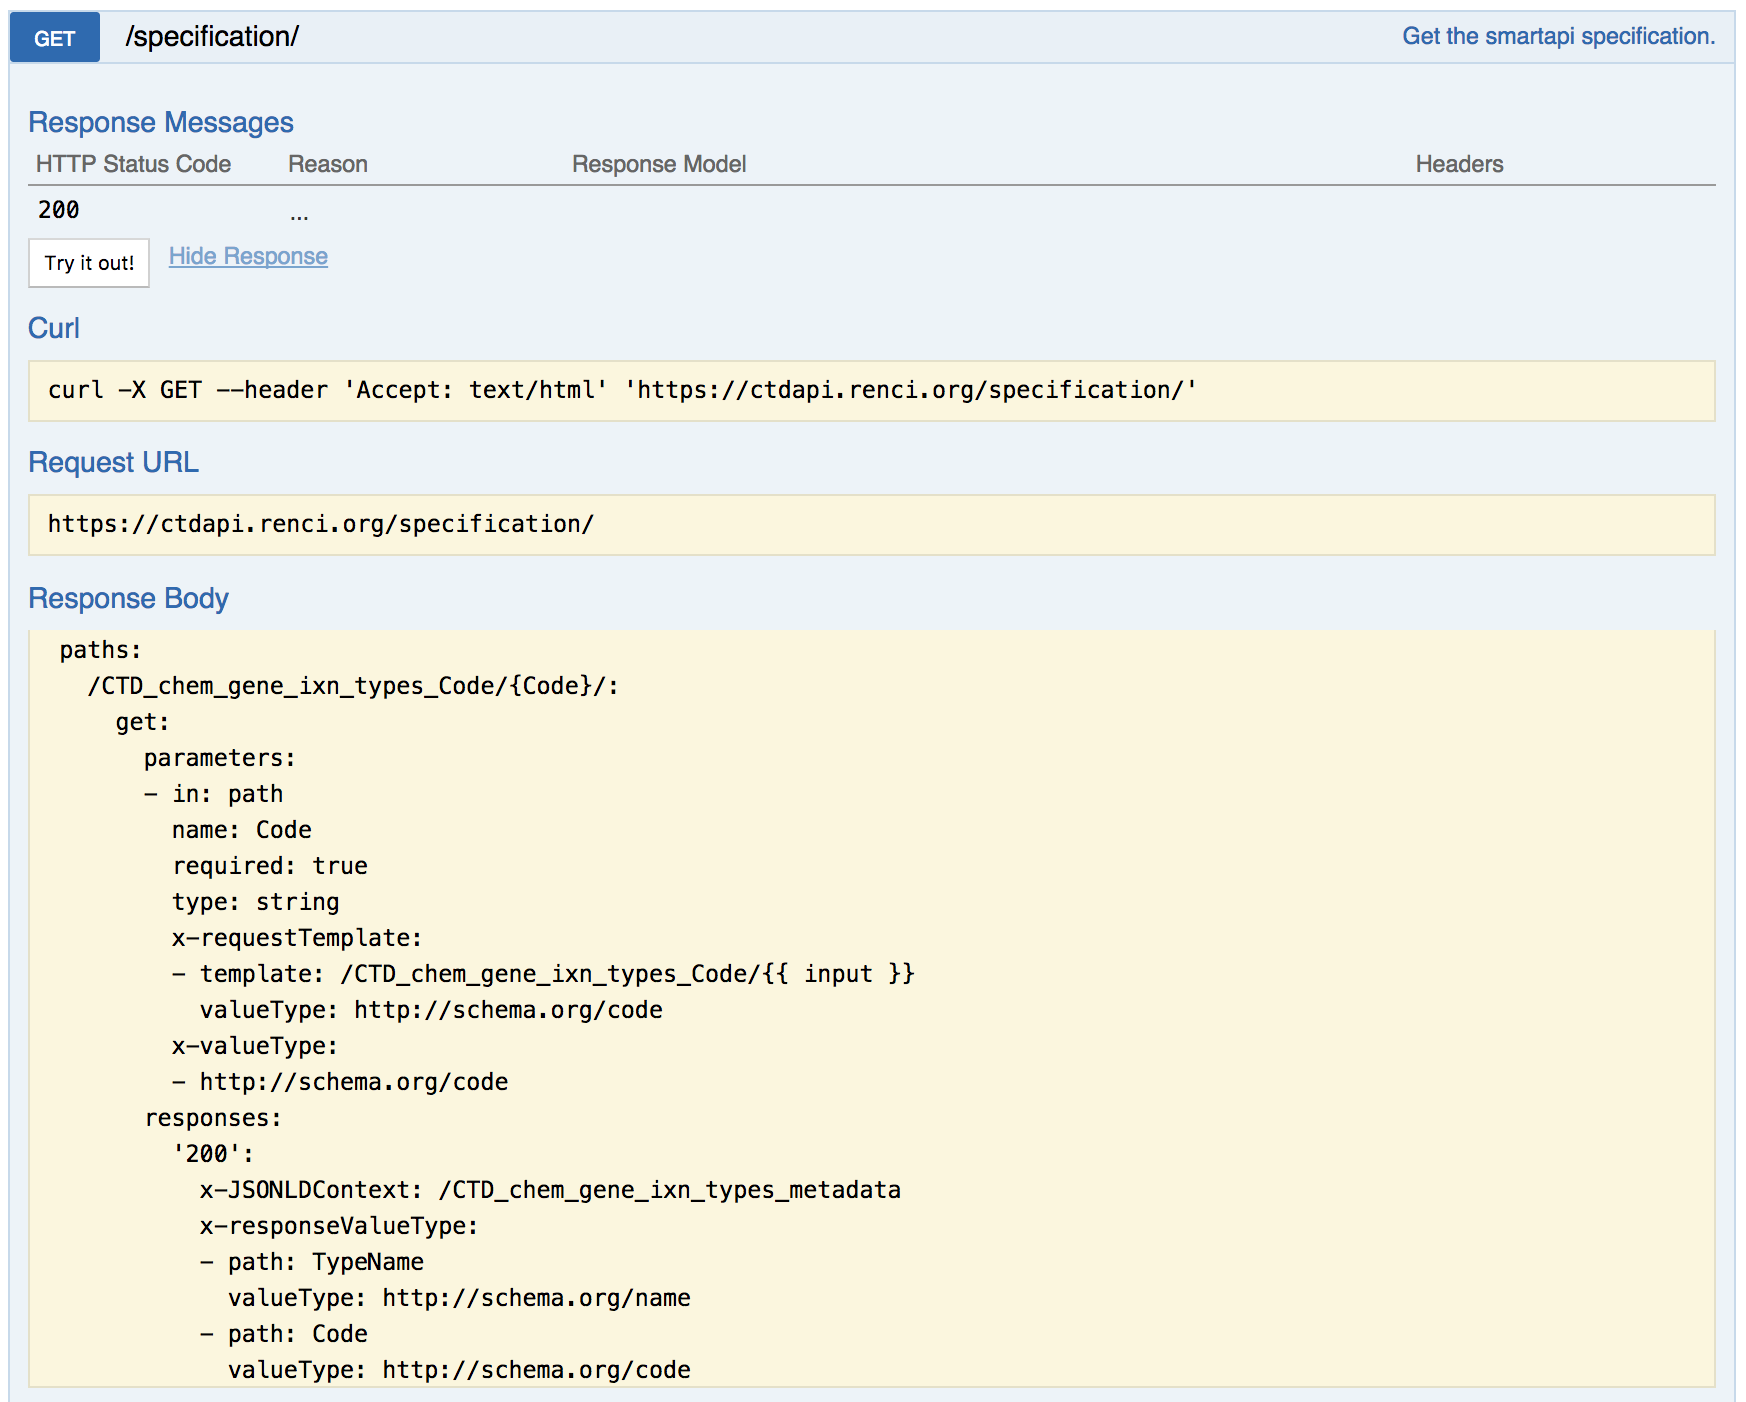 GET /specification/ Get the smartapi specification.
Response Messages
HTTP Status Code Reason Response Model Headers
200 ...
Try it out! Hide Response
Curl
curl -X GET --header 'Accept: text/html' 'https://ctdapi.renci.org/specification/'
Request URL
https://ctdapi.renci.org/specification/
Response Body
paths:
  /CTD_chem_gene_ixn_types_Code/{Code}/:
    get:
      parameters:
      - in: path
        name: Code
        required: true
        type: string
        x-requestTemplate:
        - template: /CTD_chem_gene_ixn_types_Code/{{ input }}
          valueType: http://schema.org/code
        x-valueType:
        - http://schema.org/code
      responses:
        '200':
          x-JSONLDContext: /CTD_chem_gene_ixn_types_metadata
          x-responseValueType:
          - path: TypeName
            valueType: http://schema.org/name
          - path: Code
            valueType: http://schema.org/code